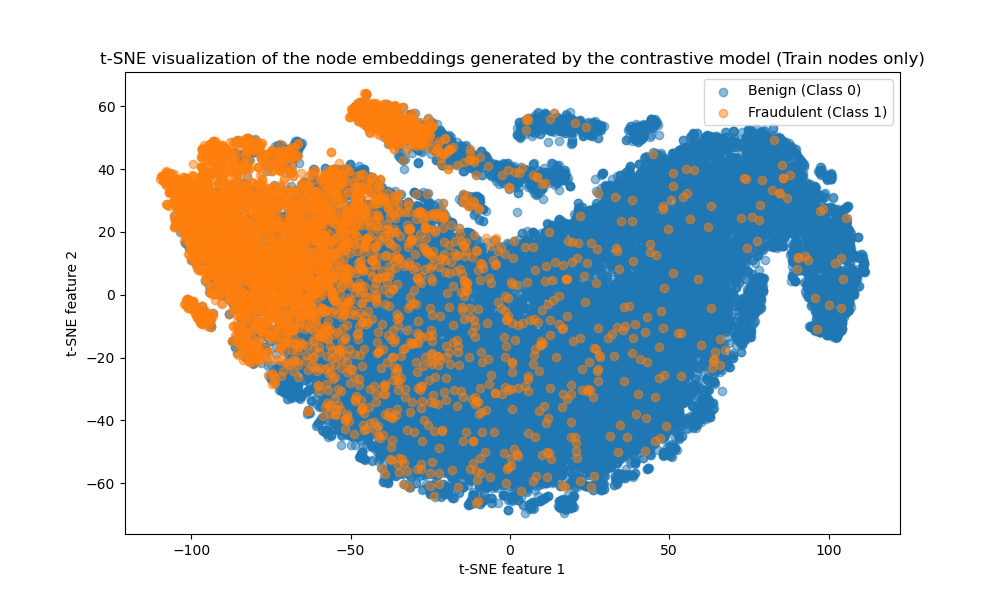 t-SNE visualization of the node embeddings generated by the contrastive model (Train nodes only)
Benign (Class 0)
Fraudulent (Class 1)
60
40
20
0
−20
−40
−60
t-SNE feature 2
−100
−50
0
50
100
t-SNE feature 1